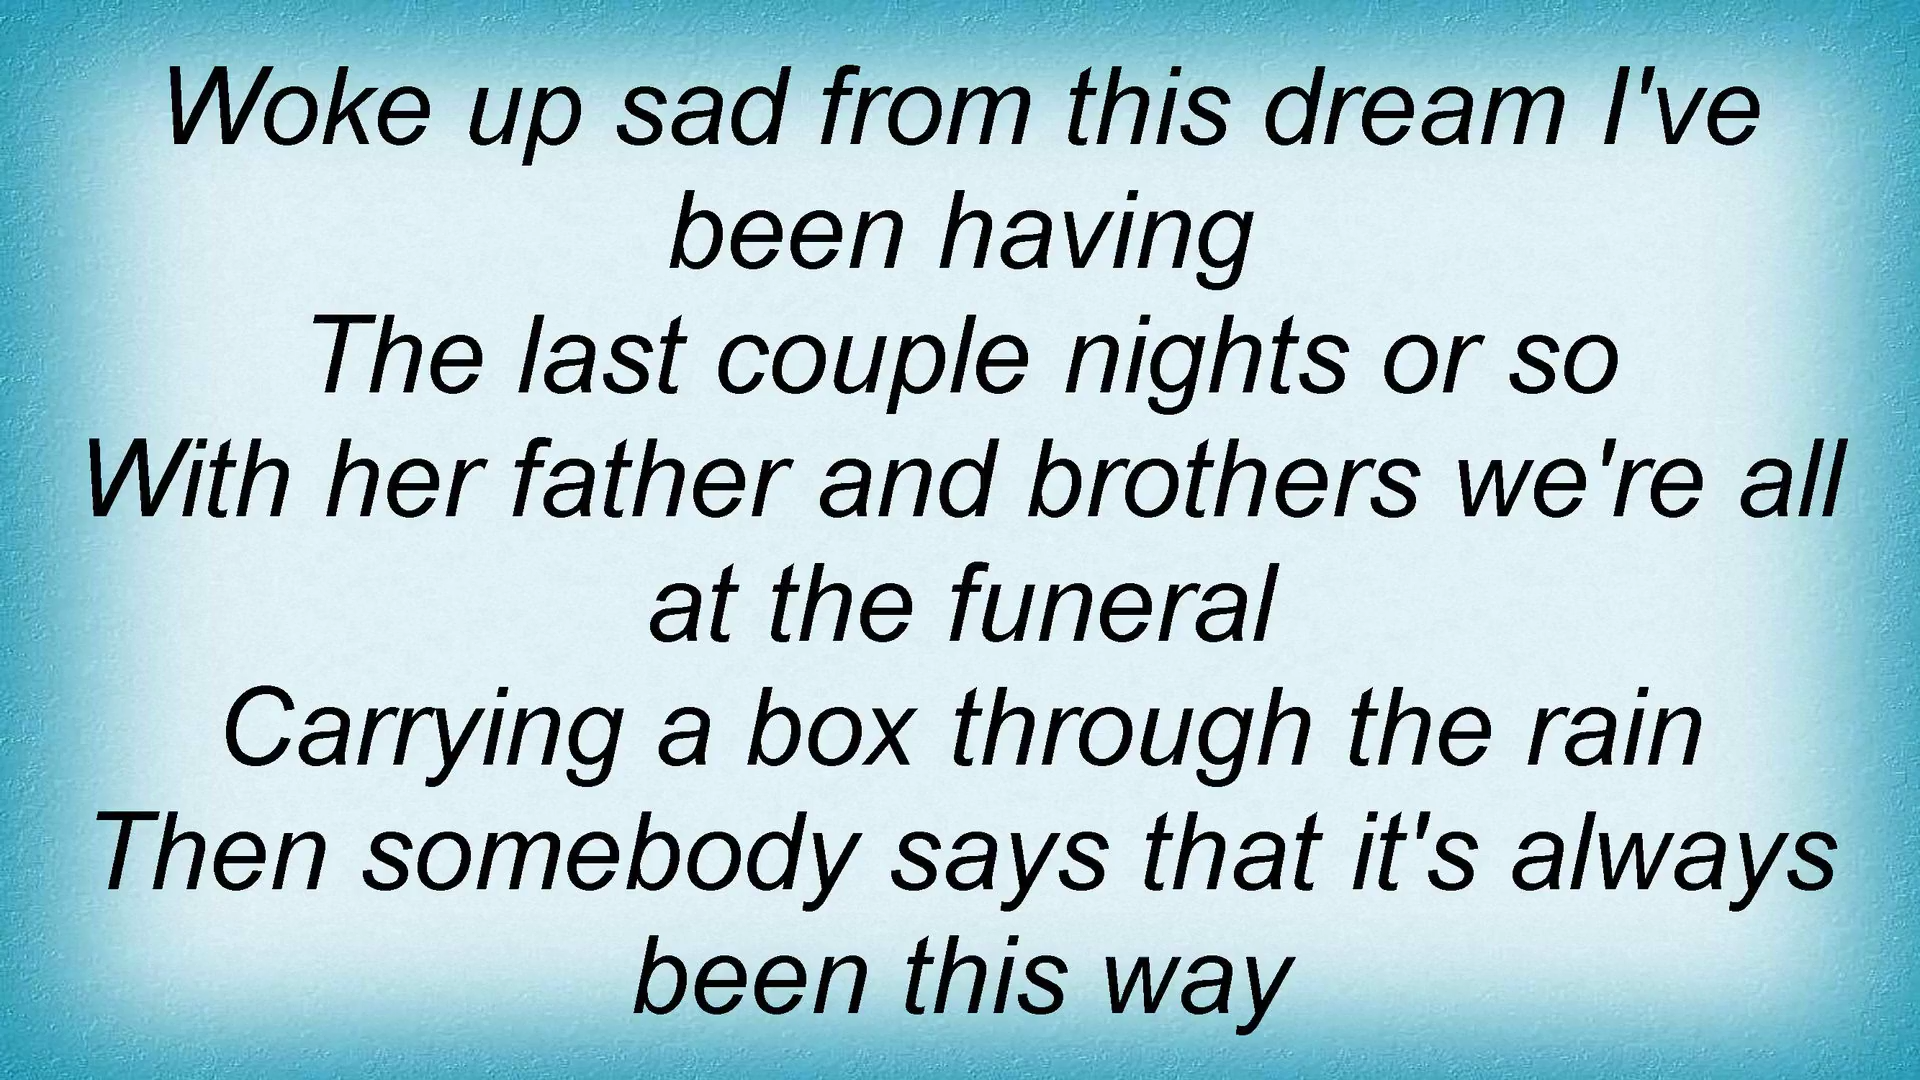 Woke up sad from this dream I've
been having
The last couple nights or so
With her father and brothers we're all
at the funeral
Carrying a box through the rain
Then somebody says that it's always
been this way